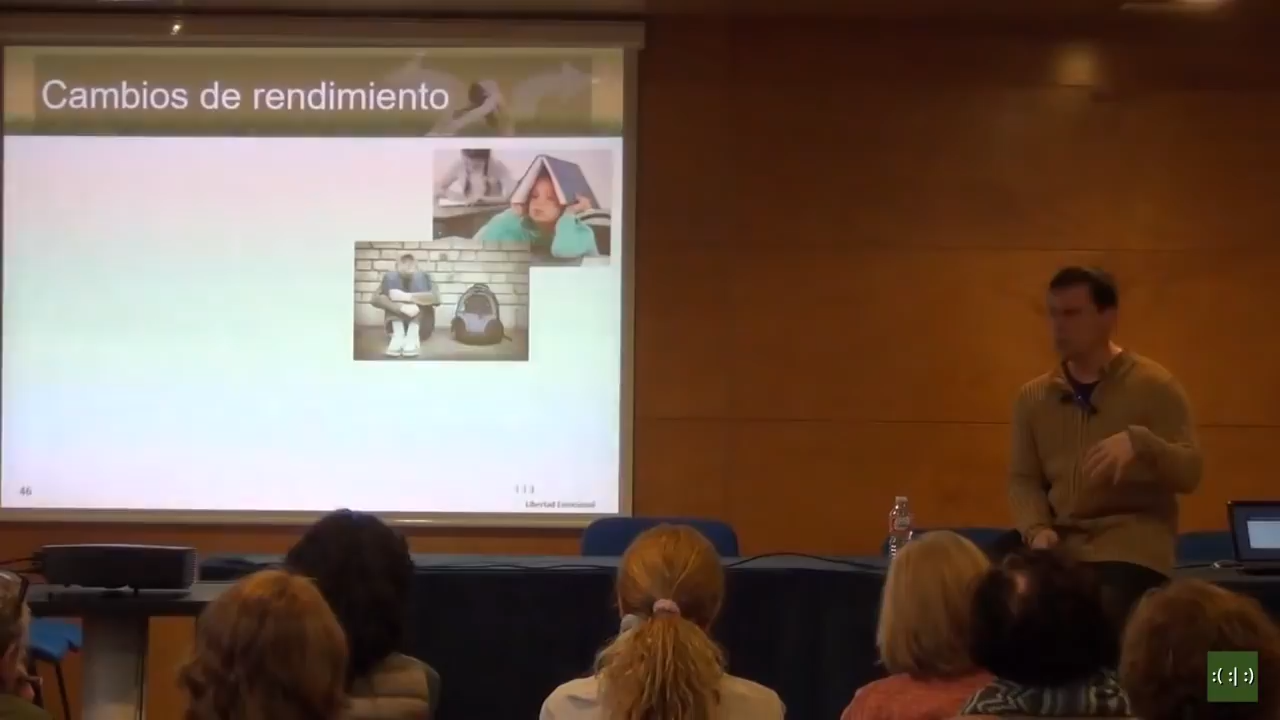 Cambios de rendimiento
46
Libertad Emocional
:( :| :)